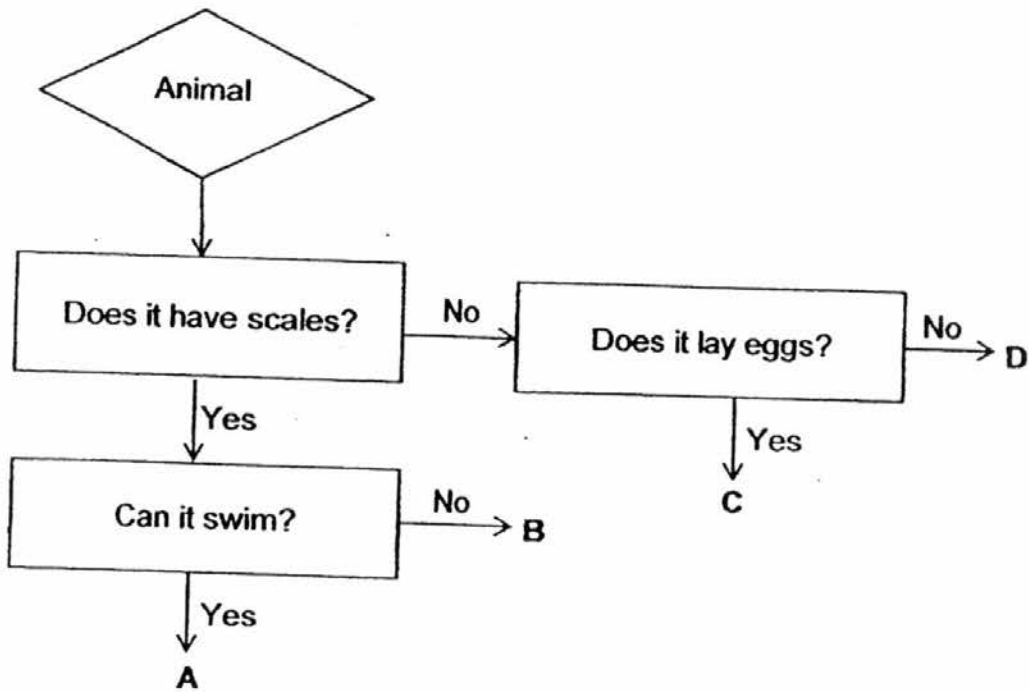 Animal
Does it have scales?
No
Does it lay eggs?
No
D
Yes
Yes
C
Can it swim?
No
B
Yes
A